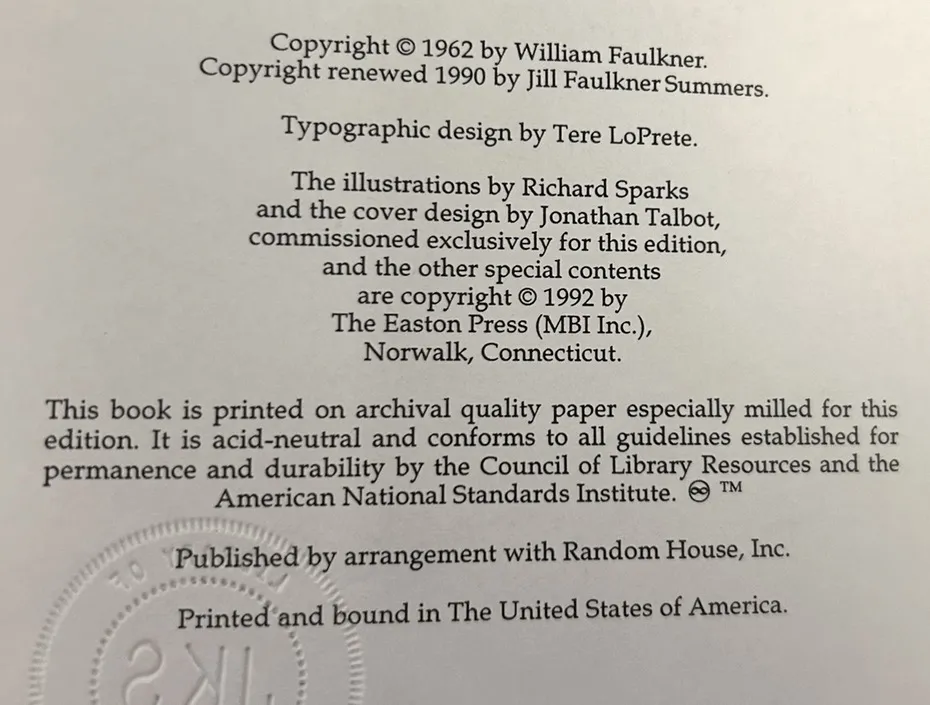 Copyright © 1962 by William Faulkner.
Copyright renewed 1990 by Jill Faulkner Summers.
Typographic design by Tere LoPrete.
The illustrations by Richard Sparks
and the cover design by Jonathan Talbot,
commissioned exclusively for this edition,
and the other special contents
are copyright © 1992 by
The Easton Press (MBI Inc.),
Norwalk, Connecticut.
This book is printed on archival quality paper especially milled for this
edition. It is acid-neutral and conforms to all guidelines established for
permanence and durability by the Council of Library Resources and the
American National Standards Institute. ♾ ™
Published by arrangement with Random House, Inc.
Printed and bound in The United States of America.